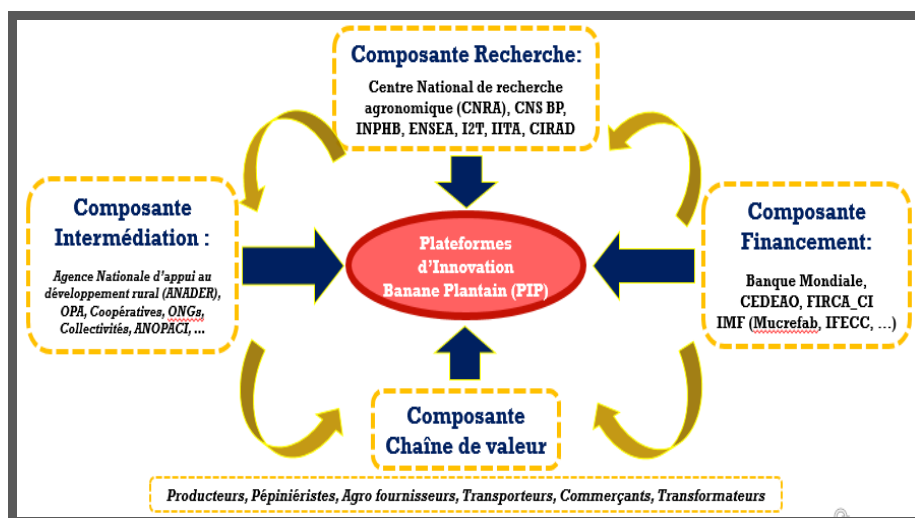 Composante Recherche:
Centre National de recherche
agronomique (CNRA), CNS BP,
INPHB, ENSEA, I2T, IITA, CIRAD
Composante
Intermédiation :
Agence Nationale d'appui au
développement rural (ANADER),
OPA, Coopératives, ONGs,
Collectivités, ANOPACI, ...
Plateformes
d'Innovation
Banane Plantain (PIP)
Composante
Financement:
Banque Mondiale,
CEDEAO, FIRCA_CI
IMF (Mucrefab, IFECC, ...)
Composante
Chaîne de valeur
Producteurs, Pépiniéristes, Agro fournisseurs, Transporteurs, Commerçants, Transformateurs